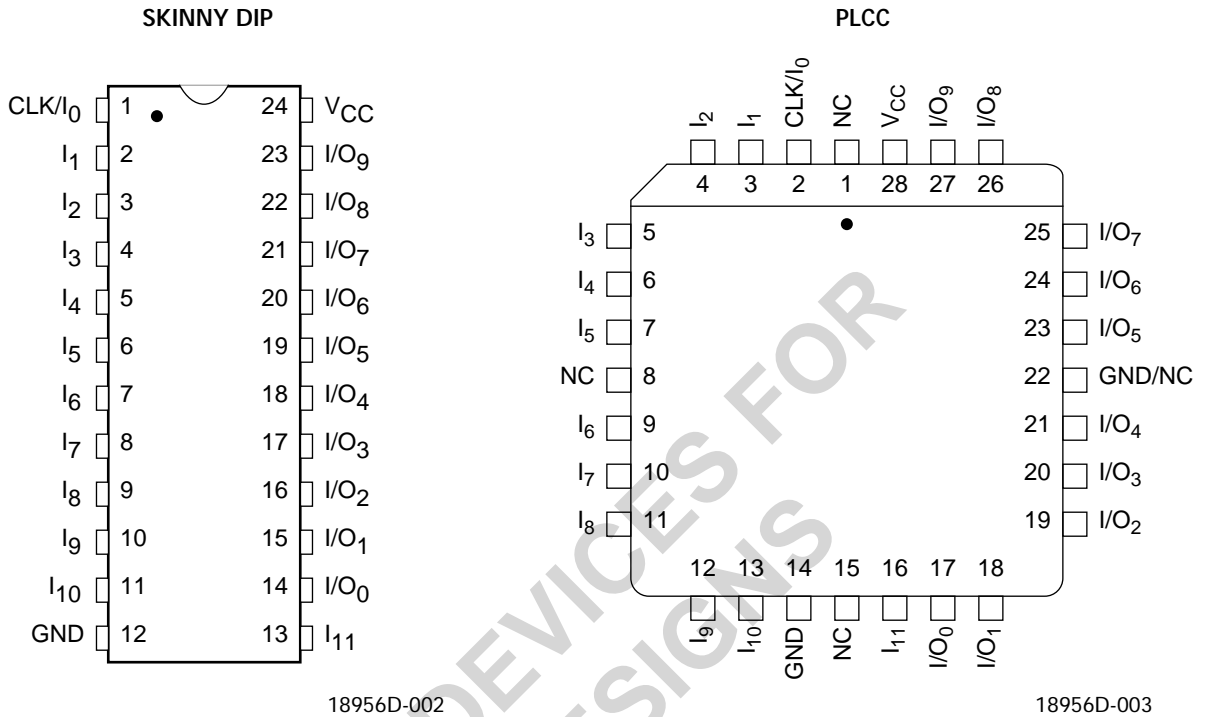 SKINNY DIP
CLK/I0 1 24 VCC
I1 2 23 I/O9
I2 3 22 I/O8
I3 4 21 I/O7
I4 5 20 I/O6
I5 6 19 I/O5
I6 7 18 I/O4
I7 8 17 I/O3
I8 9 16 I/O2
I9 10 15 I/O1
I10 11 14 I/O0
GND 12 13 I11
18956D-002
PLCC
I2 I1 CLK/I0 NC VCC I/O9 I/O8
4 3 2 1 28 27 26
I3 5 25 I/O7
I4 6 24 I/O6
I5 7 23 I/O5
NC 8 22 GND/NC
I6 9 21 I/O4
I7 10 20 I/O3
I8 11 19 I/O2
12 13 14 15 16 17 18
I9 I10 GND NC I11 I/O0 I/O1
18956D-003
DEVICES FOR